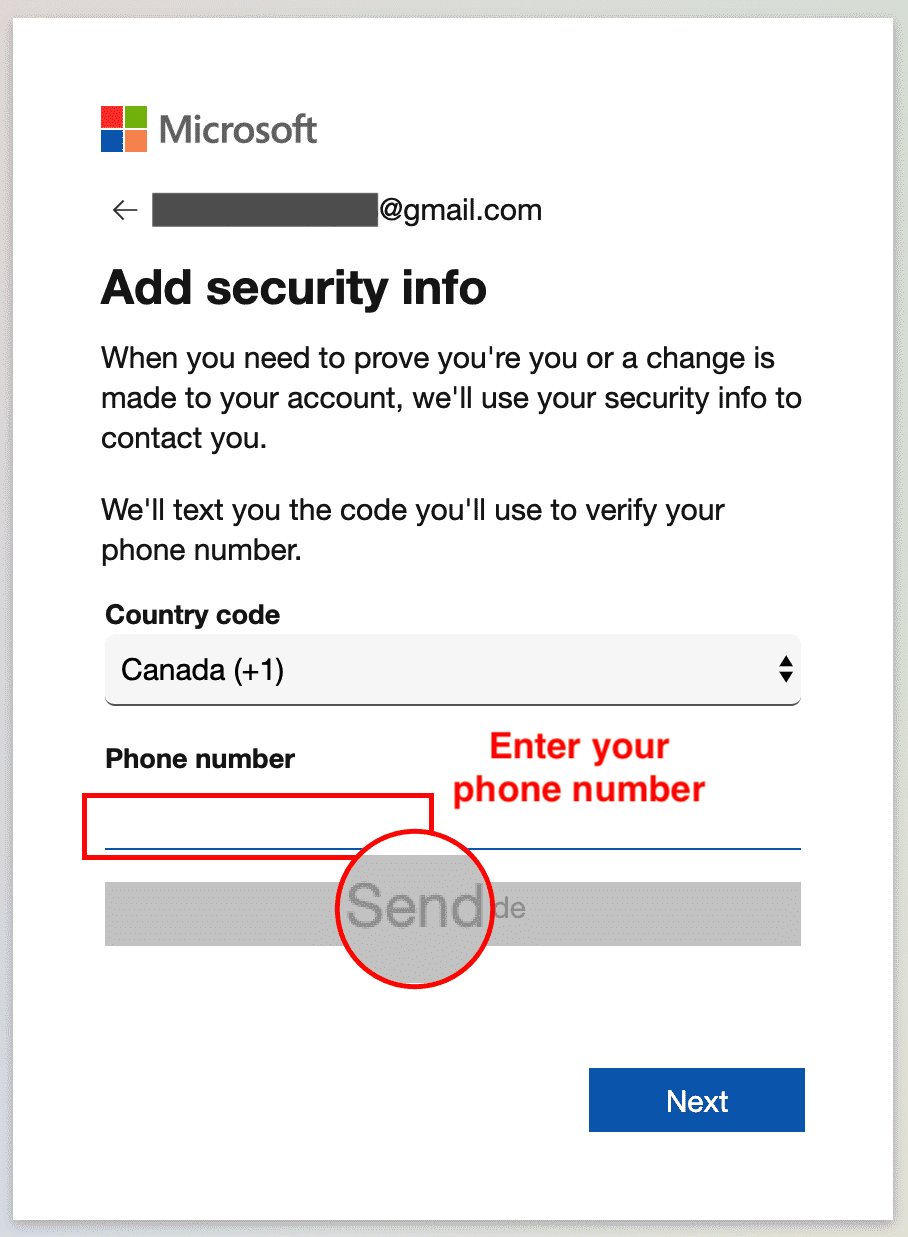 Microsoft
@gmail.com
Add security info
When you need to prove you're you or a change is
made to your account, we'll use your security info to
contact you.
We'll text you the code you'll use to verify your
phone number.
Country code
Canada (+1)
Phone number
Enter your
phone number
Send de
Next